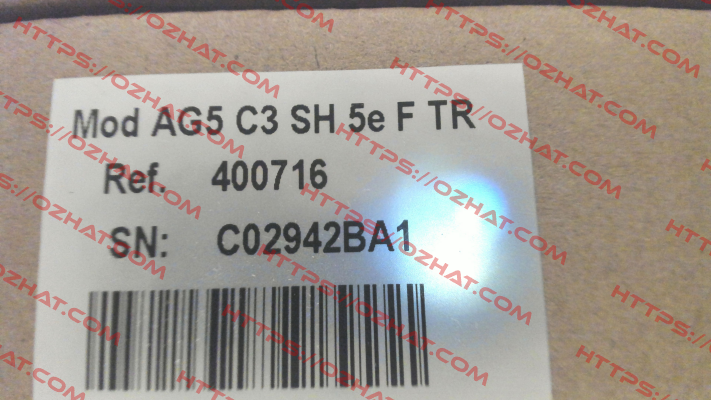 Mod AG5 C3 SH 5e F TR
Ref. 400716
SN: C02942BA1
HTTPS://OZHAT.COM